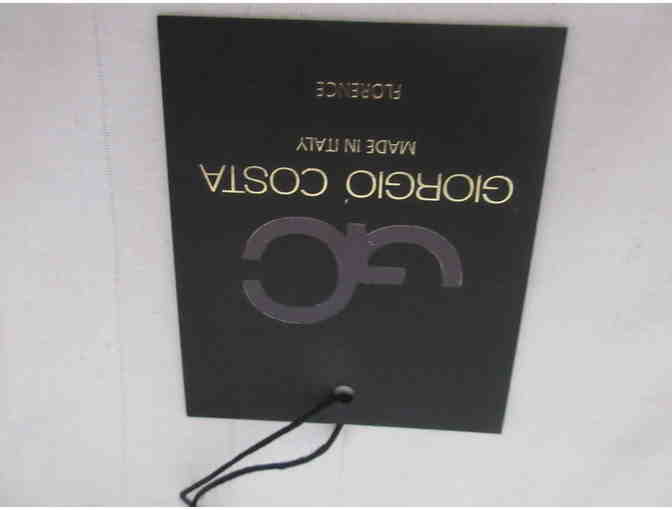 GC
GIORGIO COSTA
MADE IN ITALY
FLORENCE